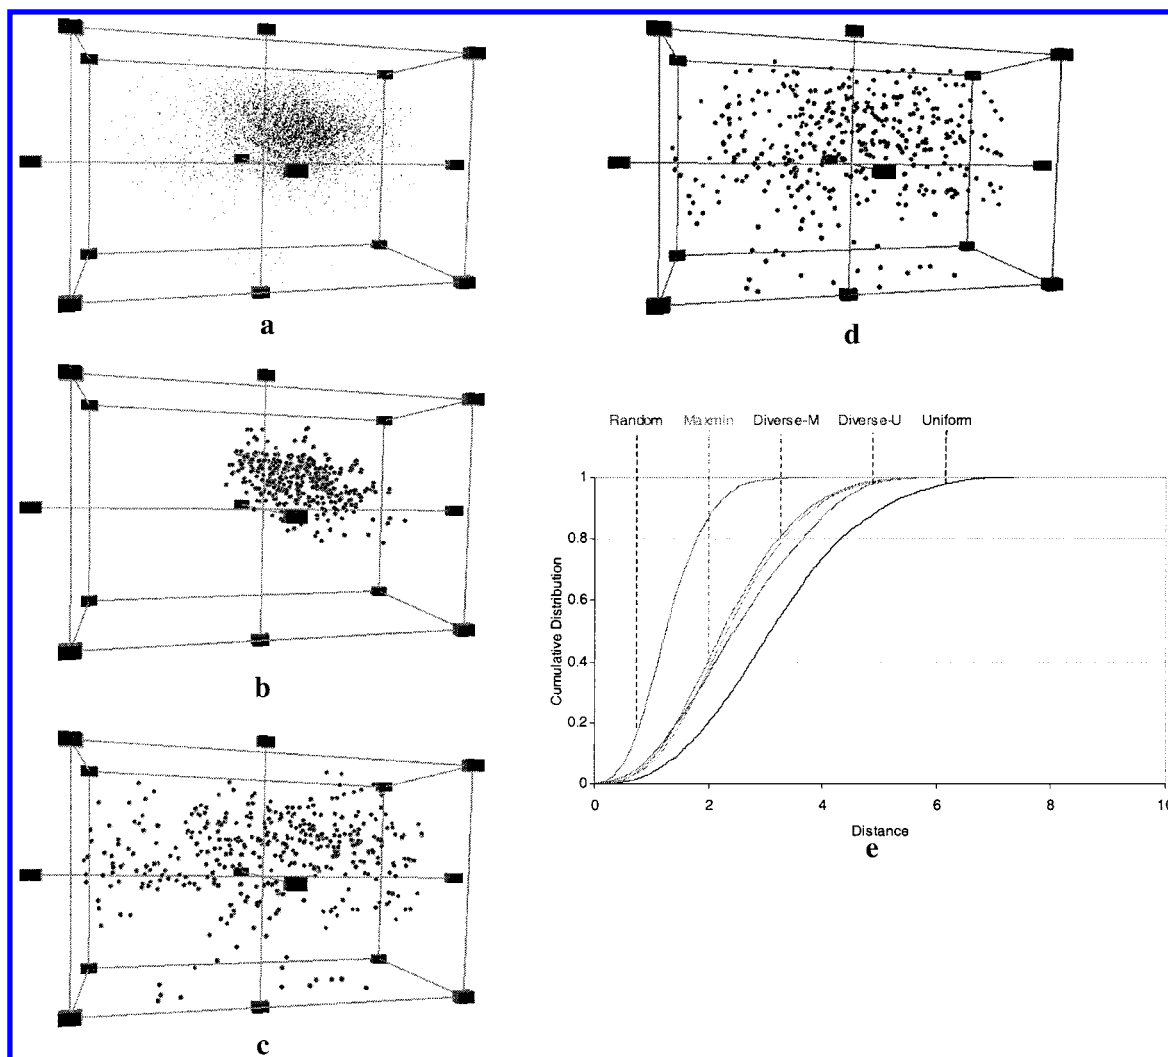 a
d
b
Random Maxmin Diverse-M Diverse-U Uniform
1
0.8
0.6
0.4
0.2
0
0 2 4 6 8 10
Cumulative Distribution
Distance
e
c